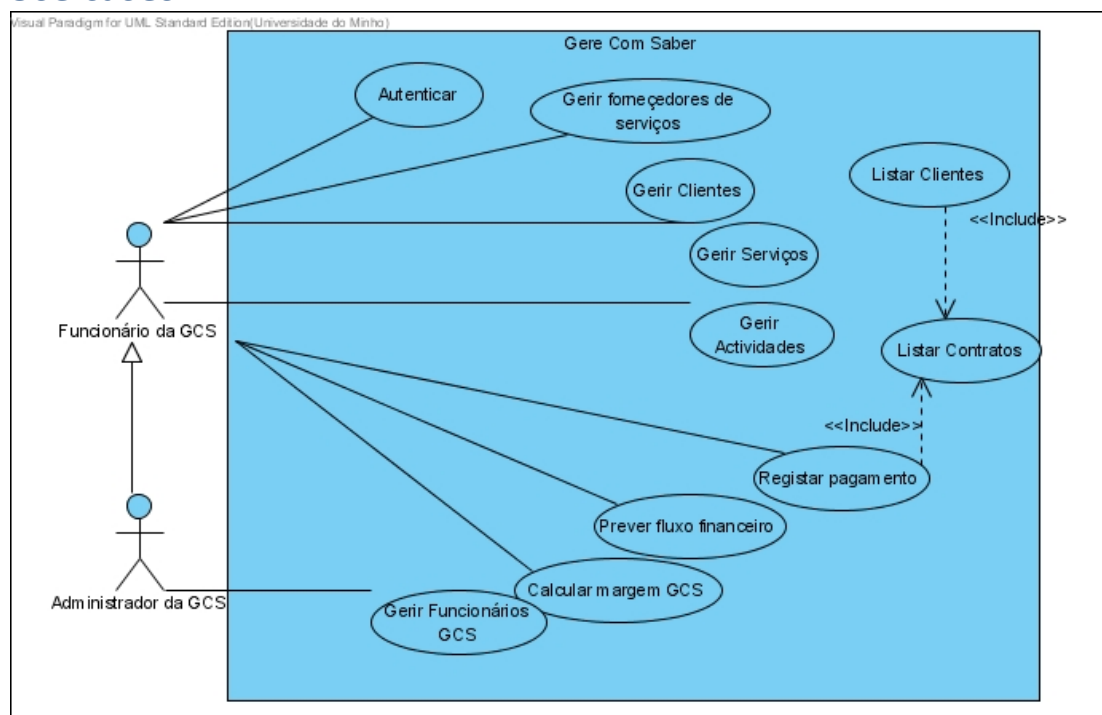 Visual Paradigm for UML Standard Edition(Universidade do Minho)
Gere Com Saber
Autenticar
Gerir forneçedores de
serviços
Gerir Clientes
Listar Clientes
<<Include>>
Gerir Serviços
Funcionário da GCS
Gerir
Actividades
Listar Contratos
<<Include>>
Registar pagamento
Prever fluxo financeiro
Calcular margem GCS
Administrador da GCS
Gerir Funcionários
GCS